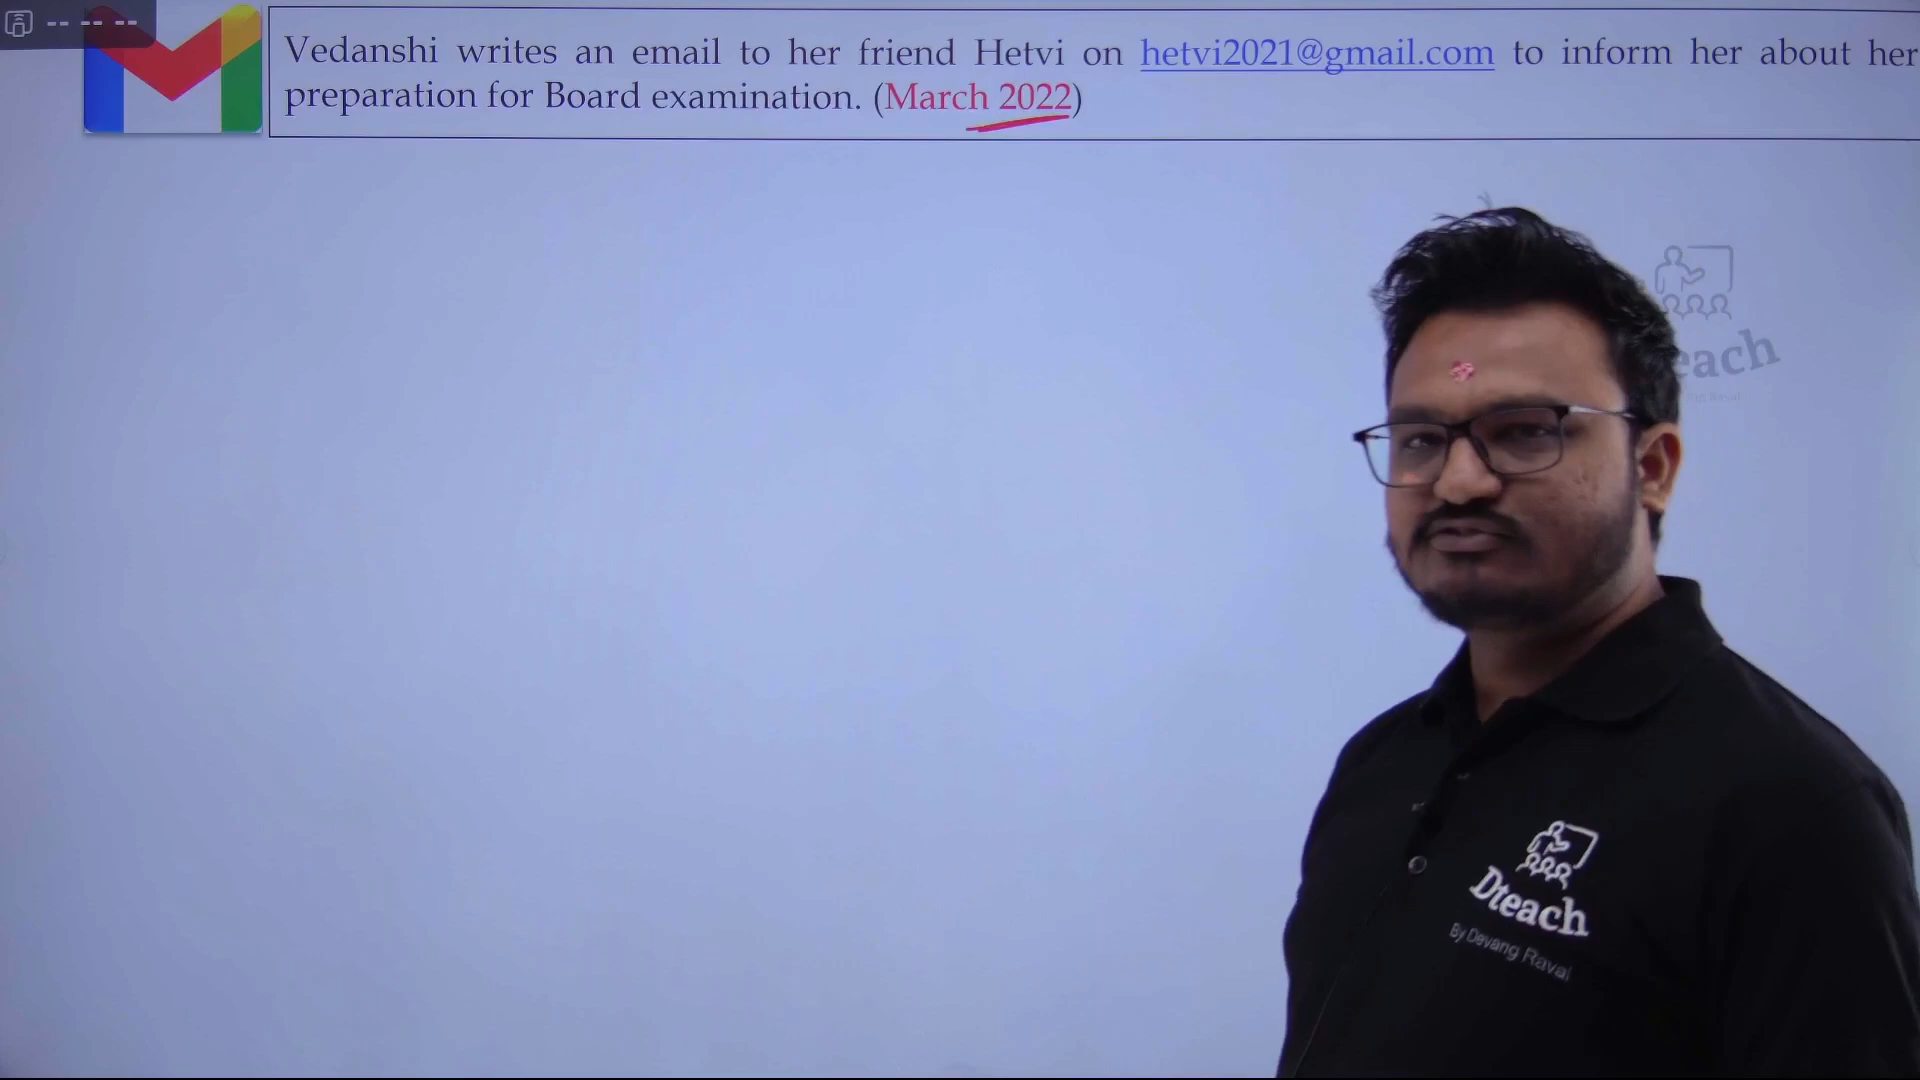 Vedanshi writes an email to her friend Hetvi on hetvi2021@gmail.com to inform her about her
preparation for Board examination. (March 2022)
each
Dteach
By Devang Raval